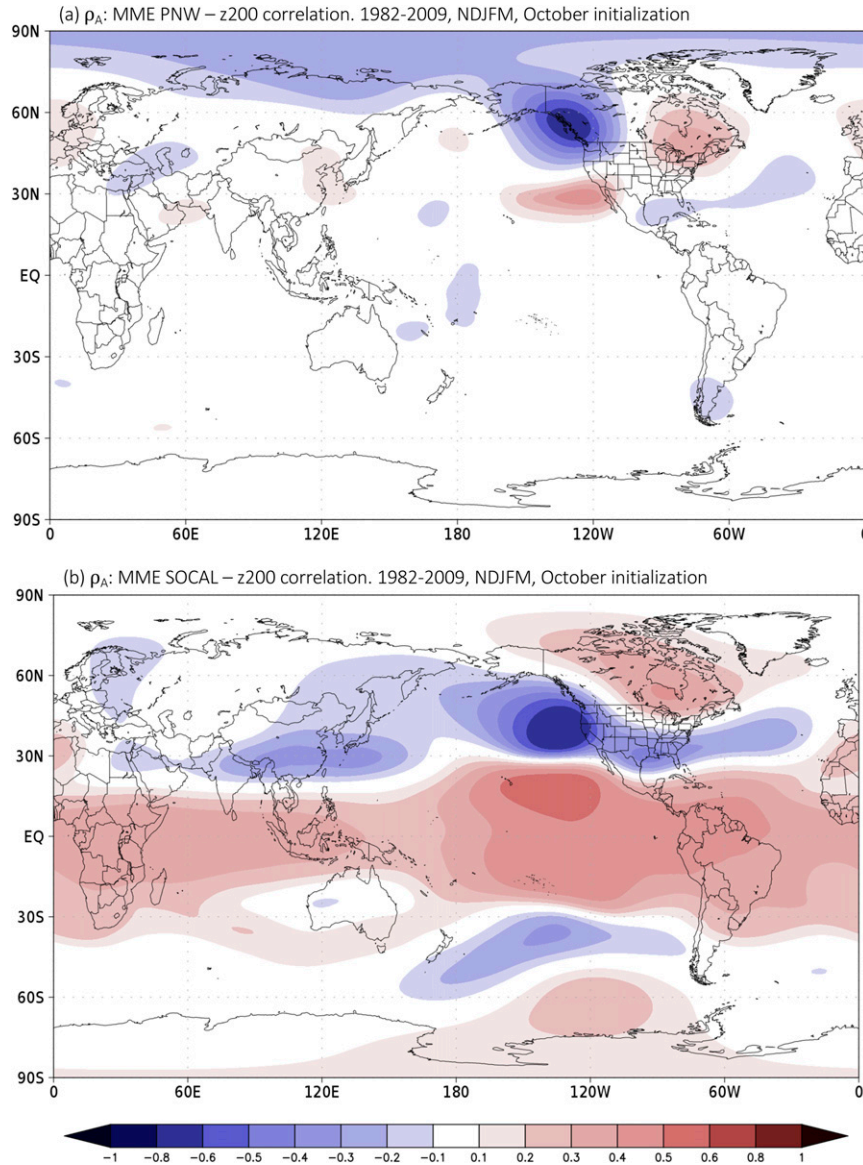 (a) ρA: MME PNW – z200 correlation. 1982-2009, NDJFM, October initialization
90N
60N
30N
EQ
30S
60S
90S
0 60E 120E 180 120W 60W 0
(b) ρA: MME SOCAL – z200 correlation. 1982-2009, NDJFM, October initialization
90N
60N
30N
EQ
30S
60S
90S
0 60E 120E 180 120W 60W 0
-1 -0.8 -0.6 -0.5 -0.4 -0.3 -0.2 -0.1 0.1 0.2 0.3 0.4 0.5 0.6 0.8 1